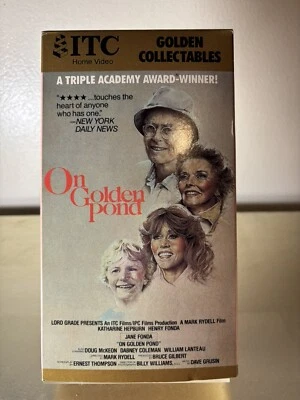 ITC
Home Video
GOLDEN
COLLECTABLES
A TRIPLE ACADEMY AWARD-WINNER!
"★★★★...touches the
heart of anyone
who has one."
—NEW YORK
DAILY NEWS
On
Golden
Pond
LORD GRADE PRESENTS AN ITC Films/IPC Films Production A MARK RYDELL Film
KATHARINE HEPBURN HENRY FONDA
JANE FONDA
"ON GOLDEN POND"
DOUG McKEON DABNEY COLEMAN WILLIAM LANTEAU
MARK RYDELL BRUCE GILBERT
ERNEST THOMPSON BILLY WILLIAMS DAVE GRUSIN